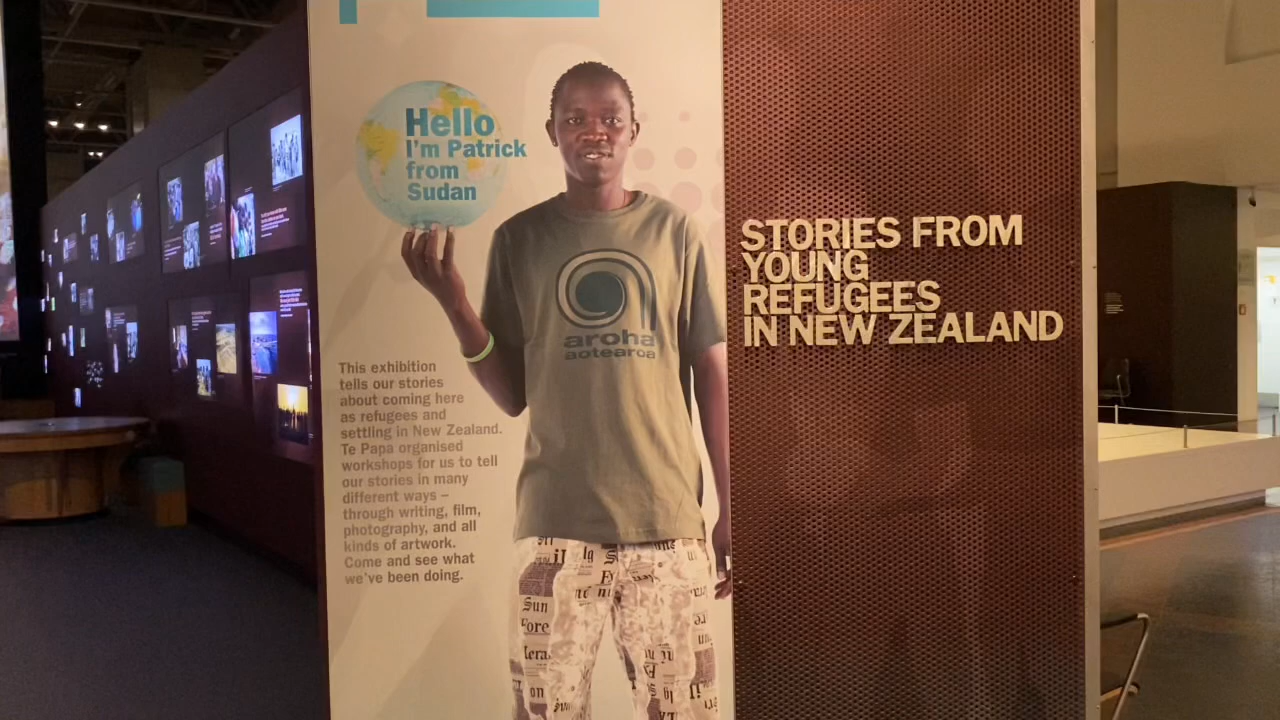 Hello
I'm Patrick
from
Sudan
aroha
aotearoa
This exhibition
tells our stories
about coming here
as refugees and
settling in New Zealand.
Te Papa organised
workshops for us to tell
our stories in many
different ways –
through writing, film,
photography, and all
kinds of artwork.
Come and see what
we've been doing.
Sun
on
STORIES FROM
YOUNG
REFUGEES
IN NEW ZEALAND